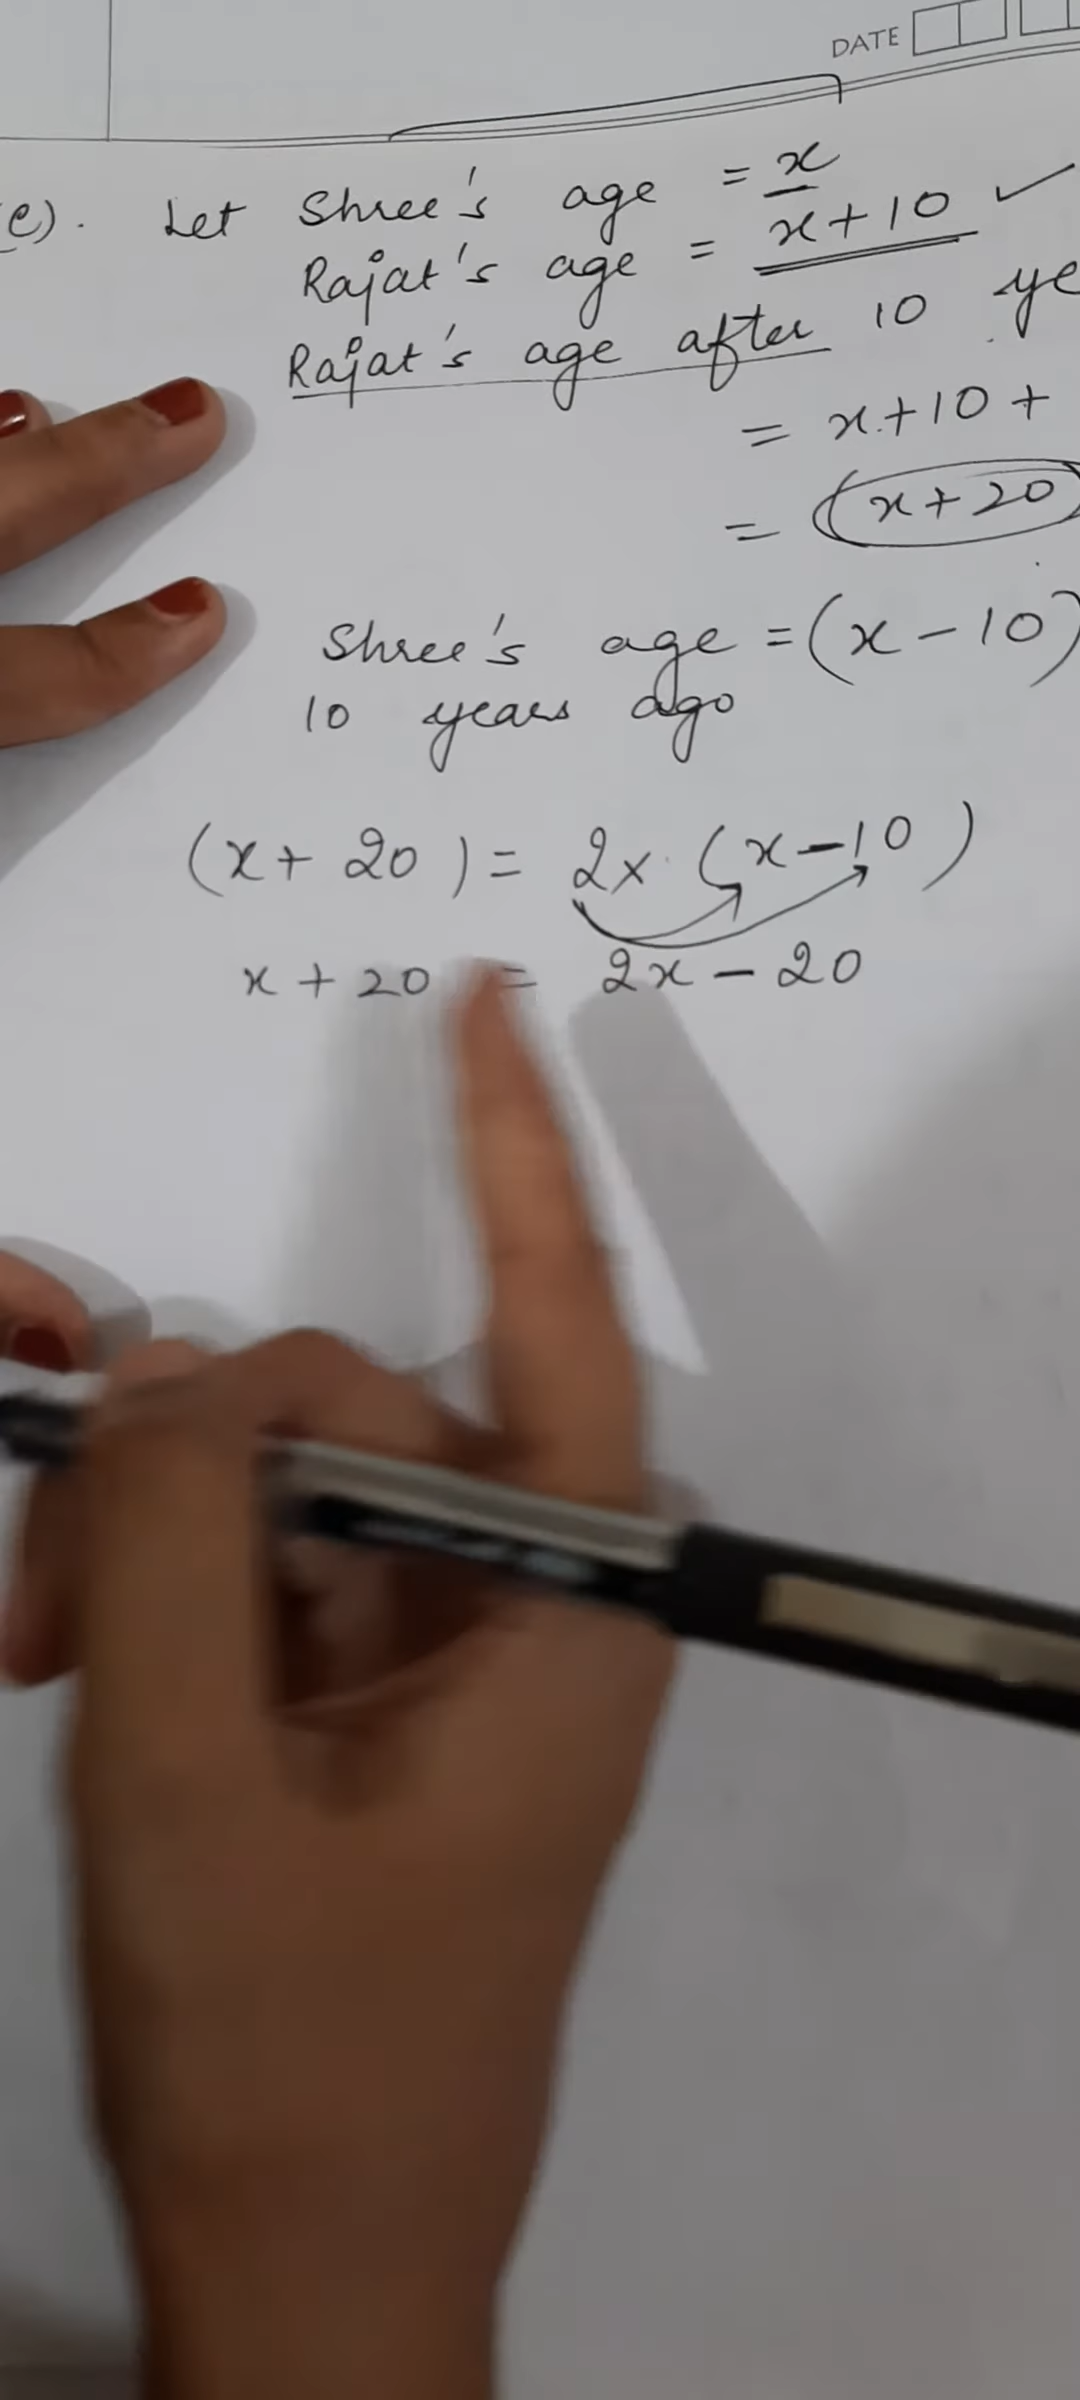 DATE
(e). Let Shree's age = x
Rajat's age = x+10 ✓
Rajat's age after 10
= x+10+
= (x+20)
Shree's age = (x-10)
10 years ago
(x+20) = 2x (x-10)
x+20 = 2x-20